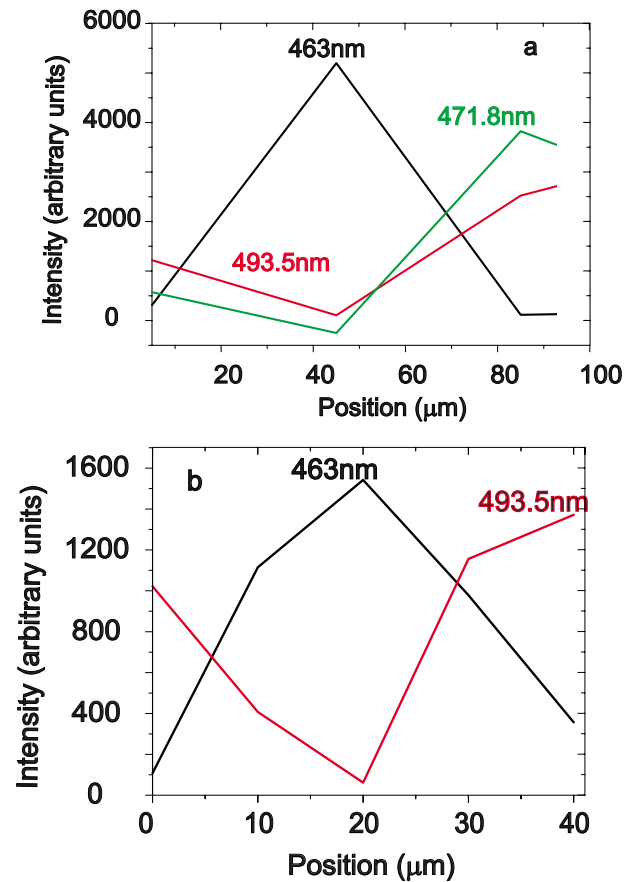 6000
a
463nm
Intensity (arbitrary units)
4000
471.8nm
2000
493.5nm
0
20
40
60
80
100
Position (μm)
1600
b
463nm
493.5nm
Intensity (arbitrary units)
1200
800
400
0
0
10
20
30
40
Position (μm)